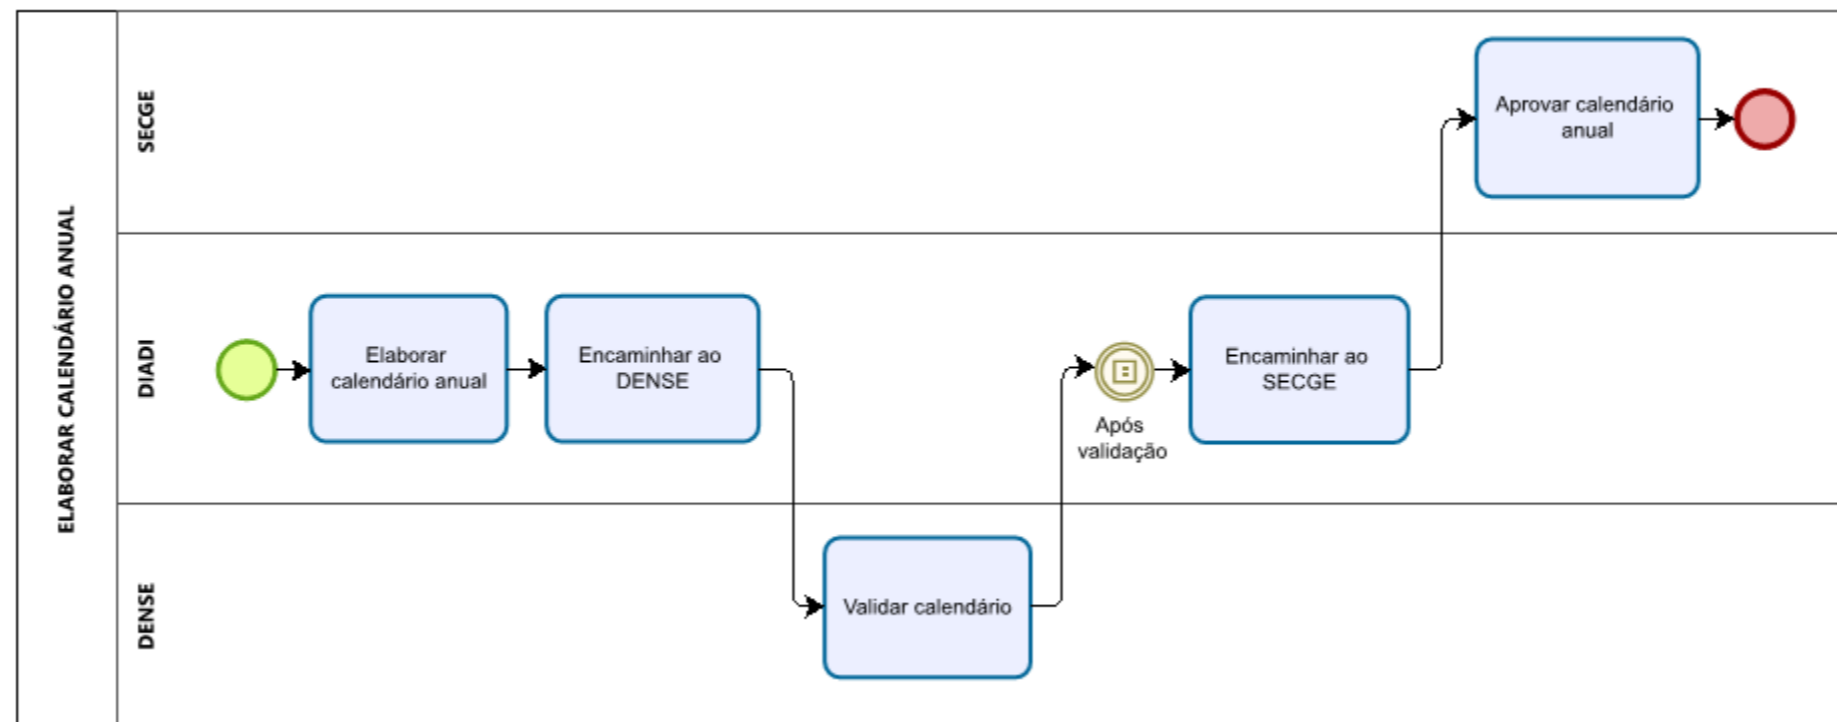 ELABORAR CALENDÁRIO ANUAL
SECGE
Aprovar calendário
anual
DIADI
Elaborar
calendário anual
Encaminhar ao
DENSE
Após
validação
Encaminhar ao
SECGE
DENSE
Validar calendário